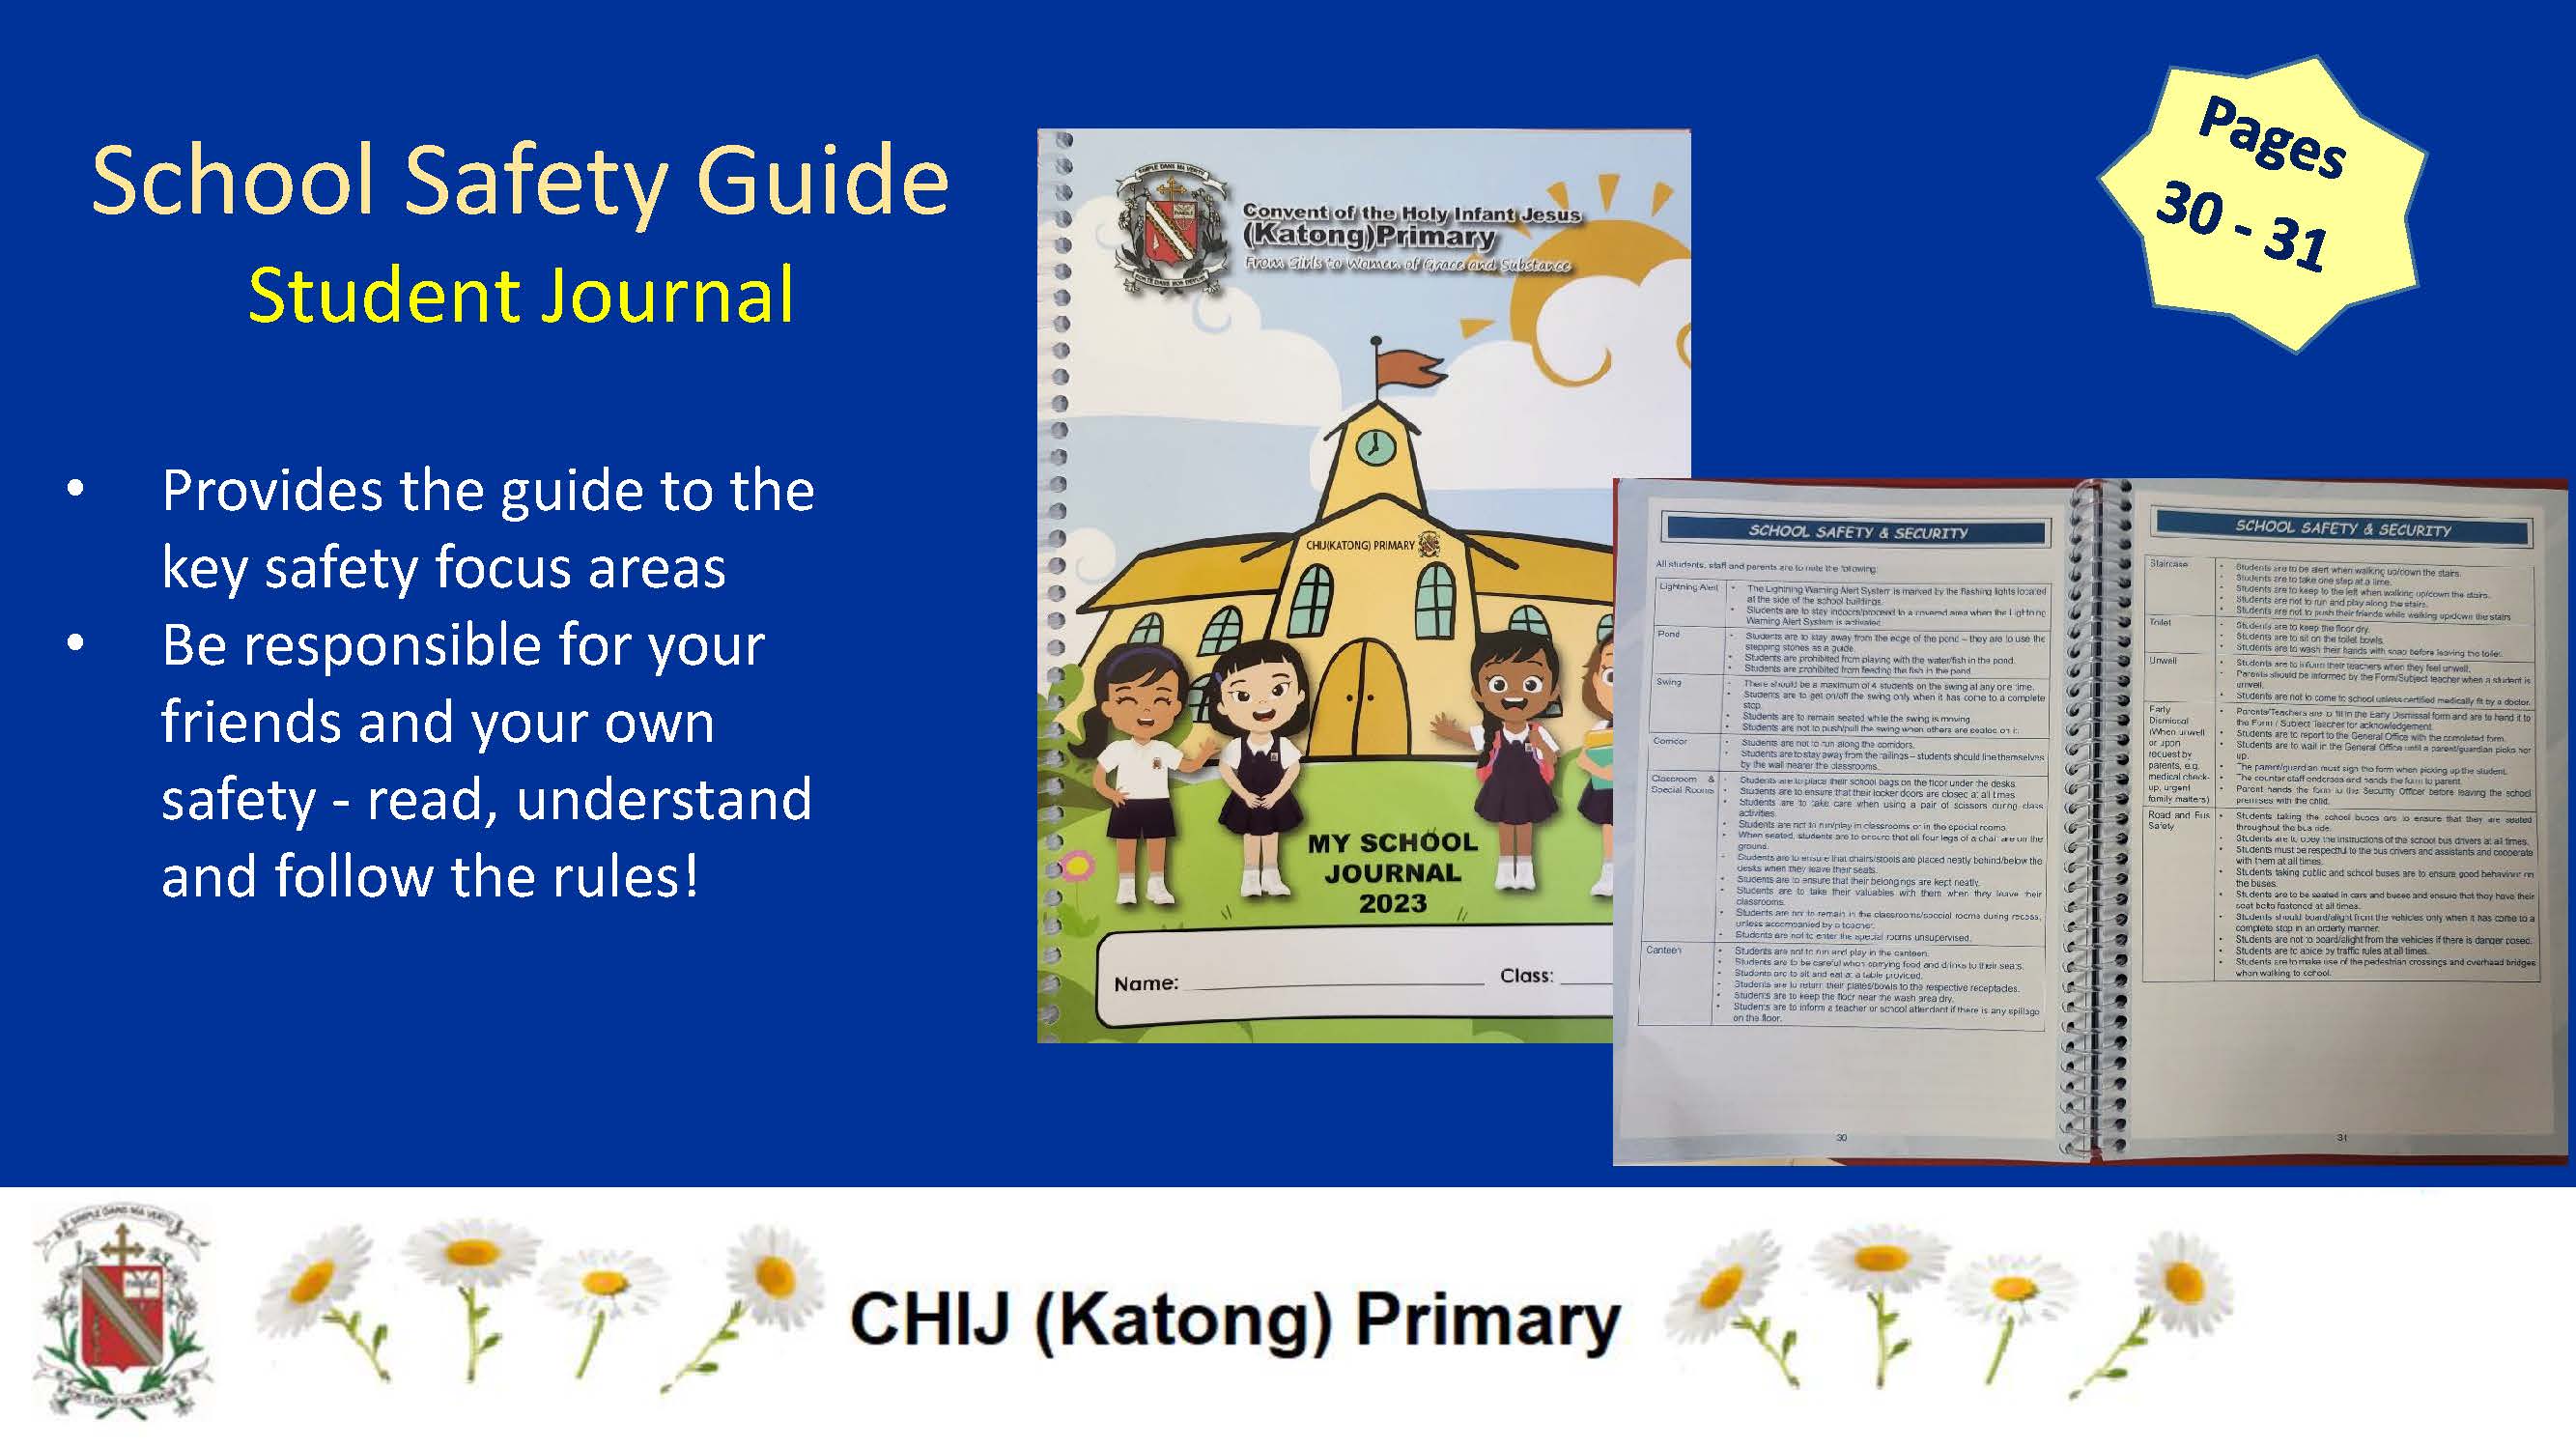 School Safety Guide
Student Journal
• Provides the guide to the
key safety focus areas
• Be responsible for your
friends and your own
safety - read, understand
and follow the rules!
Pages
30 - 31
SIMPLE DANS MA VERTU
Convent of the Holy Infant Jesus
(Katong)Primary
From Girls to Women of Grace and Substance
CHIJ(KATONG) PRIMARY
MY SCHOOL
JOURNAL
2023
Name:
Class:
SCHOOL SAFETY & SECURITY
All students, staff and parents are to note the following:
Lightning Alert
• The Lightning Warning Alert System is marked by the flashing lights located
at the side of the school buildings.
• Students are to stay indoors/proceed to a covered area when the Lightning
Warning Alert System is activated.
Pond
• Students are to stay away from the edge of the pond – they are to use the
stepping stones as a guide.
• Students are prohibited from playing with the water/fish in the pond.
• Students are prohibited from feeding the fish in the pond.
Swing
• There should be a maximum of 4 students on the swing at any one time.
• Students are to get on/off the swing only when it has come to a complete
stop.
• Students are to remain seated while the swing is moving.
• Students are not to push/pull the swing when others are seated on it.
Corridor
• Students are not to run along the corridors.
• Students are to stay away from the railings – students should line themselves
by the wall nearer the classrooms.
Classroom &
Special Rooms
• Students are to place their school bags on the floor under the desks.
• Students are to ensure that their locker doors are closed at all times.
• Students are to take care when using a pair of scissors during class
activities.
• Students are not to run/play in classrooms or in the special rooms.
• When seated, students are to ensure that all four legs of a chair are on the
ground.
• Students are to ensure that chairs/stools are placed neatly behind/below the
desks when they leave their seats.
• Students are to ensure that their belongings are kept neatly.
• Students are to take their valuables with them when they leave their
classrooms.
• Students are not to remain in the classrooms/special rooms during recess,
unless accompanied by a teacher.
• Students are not to enter the special rooms unsupervised.
Canteen
• Students are not to run and play in the canteen.
• Students are to be careful when carrying food and drinks to their seats.
• Students are to sit and eat at a table provided.
• Students are to return their plates/bowls to the respective receptacles.
• Students are to keep the floor near the wash area dry.
• Students are to inform a teacher or school attendant if there is any spillage
on the floor.
30
SCHOOL SAFETY & SECURITY
Staircase
• Students are to be alert when walking up/down the stairs.
• Students are to take one step at a time.
• Students are to keep to the left when walking up/down the stairs.
• Students are not to run and play along the stairs.
• Students are not to push their friends while walking up/down the stairs
Toilet
• Students are to keep the floor dry.
• Students are to sit on the toilet bowls.
• Students are to wash their hands with soap before leaving the toilet.
Unwell
• Students are to inform their teachers when they feel unwell.
• Parents should be informed by the Form/Subject teacher when a student is
unwell.
• Students are not to come to school unless certified medically fit by a doctor.
Early
Dismissal
(When unwell
or upon
request by
parents, e.g.
medical check-
up, urgent
family matters)
• Parents/Teachers are to fill in the Early Dismissal form and are to hand it to
the Form / Subject Teacher for acknowledgement.
• Students are to report to the General Office with the completed form.
• Students are to wait in the General Office until a parent/guardian picks her
up.
• The parent/guardian must sign the form when picking up the student.
• The counter staff endorses and hands the form to parent.
• Parent hands the form to the Security Officer before leaving the school
premises with the child.
Road and Bus
Safety
• Students taking the school buses are to ensure that they are seated
throughout the bus ride.
• Students are to obey the instructions of the school bus drivers at all times.
• Students must be respectful to the bus drivers and assistants and cooperate
with them at all times.
• Students taking public and school buses are to ensure good behaviour on
the buses.
• Students are to be seated in cars and buses and ensure that they have their
seat belts fastened at all times.
• Students should board/alight from the vehicles only when it has come to a
complete stop in an orderly manner.
• Students are not to board/alight from the vehicles if there is danger posed.
• Students are to abide by traffic rules at all times.
• Students are to make use of the pedestrian crossings and overhead bridges
when walking to school.
31
SIMPLE DANS MA VERTU
FORTE DANS MON DEVOIR
CHIJ (Katong) Primary